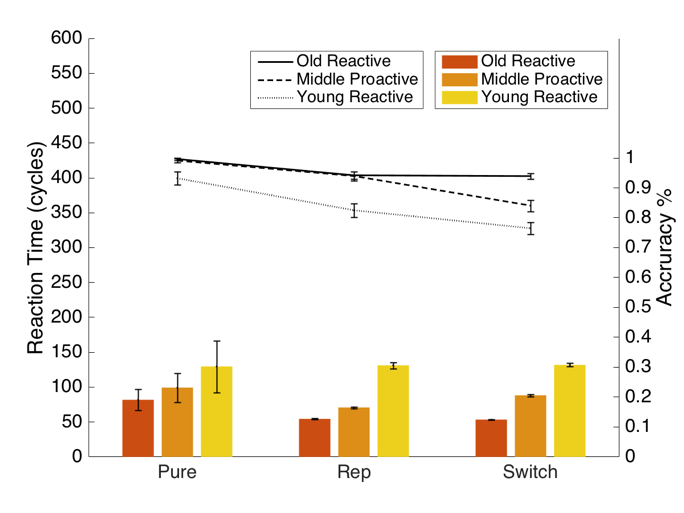 600
550
500
450
400
350
300
250
200
150
100
50
0
Reaction Time (cycles)
Old Reactive
Middle Proactive
Young Reactive
Old Reactive
Middle Proactive
Young Reactive
1
0.9
0.8
0.7
0.6
0.5
0.4
0.3
0.2
0.1
0
Accruracy %
Pure
Rep
Switch